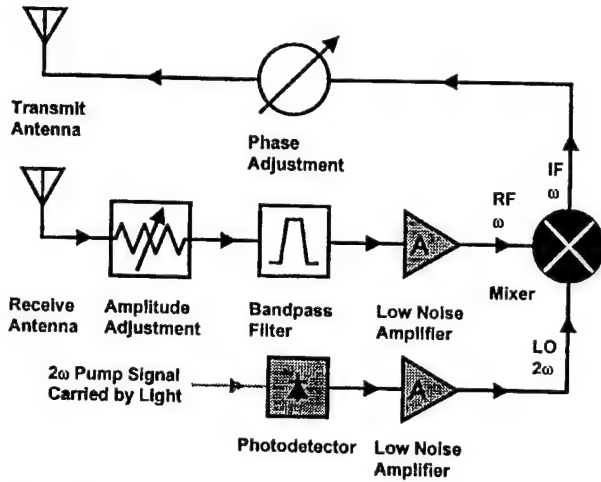 Transmit
Antenna
Phase
Adjustment
IF
ω
RF
ω
A
Mixer
Receive
Antenna
Amplitude
Adjustment
Bandpass
Filter
Low Noise
Amplifier
LO
2ω
2ω Pump Signal
Carried by Light
A
Photodetector
Low Noise
Amplifier